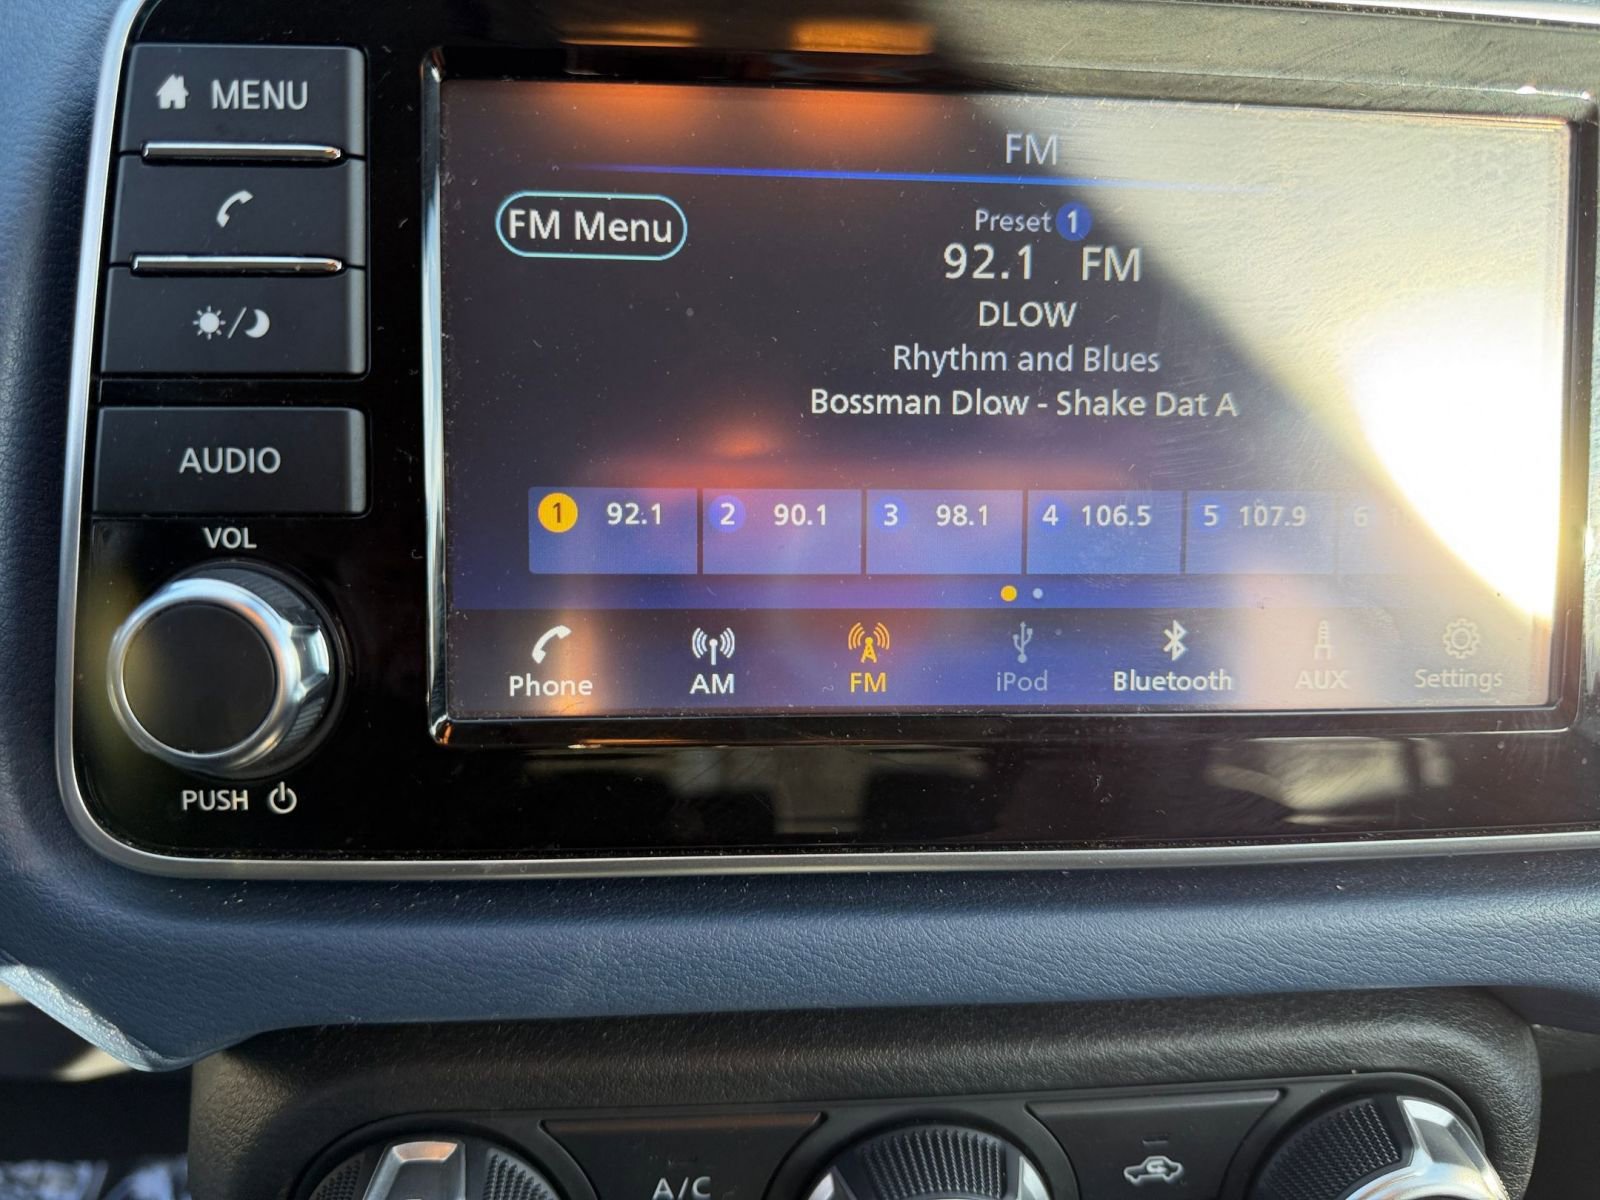 MENU
AUDIO
VOL
PUSH
FM
FM Menu
Preset 1
92.1 FM
DLOW
Rhythm and Blues
Bossman Dlow - Shake Dat A
1 92.1 2 90.1 3 98.1 4 106.5 5 107.9 6
Phone AM FM iPod Bluetooth AUX Settings
A/C